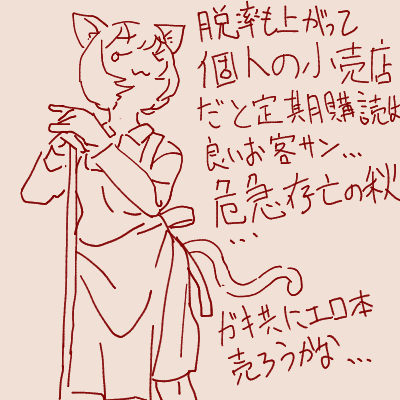 脱率も上がって
個人の小売店
だと定期購読は
良いお客サン...
危急存亡の秋
...
ガキ共にエロ本
売ろうかな...